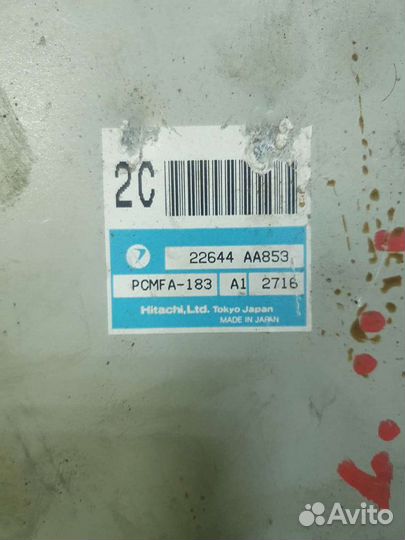 2C
22644 AA853
PCMFA-183 A1 2716
Hitachi,Ltd. Tokyo Japan
MADE IN JAPAN
Avito